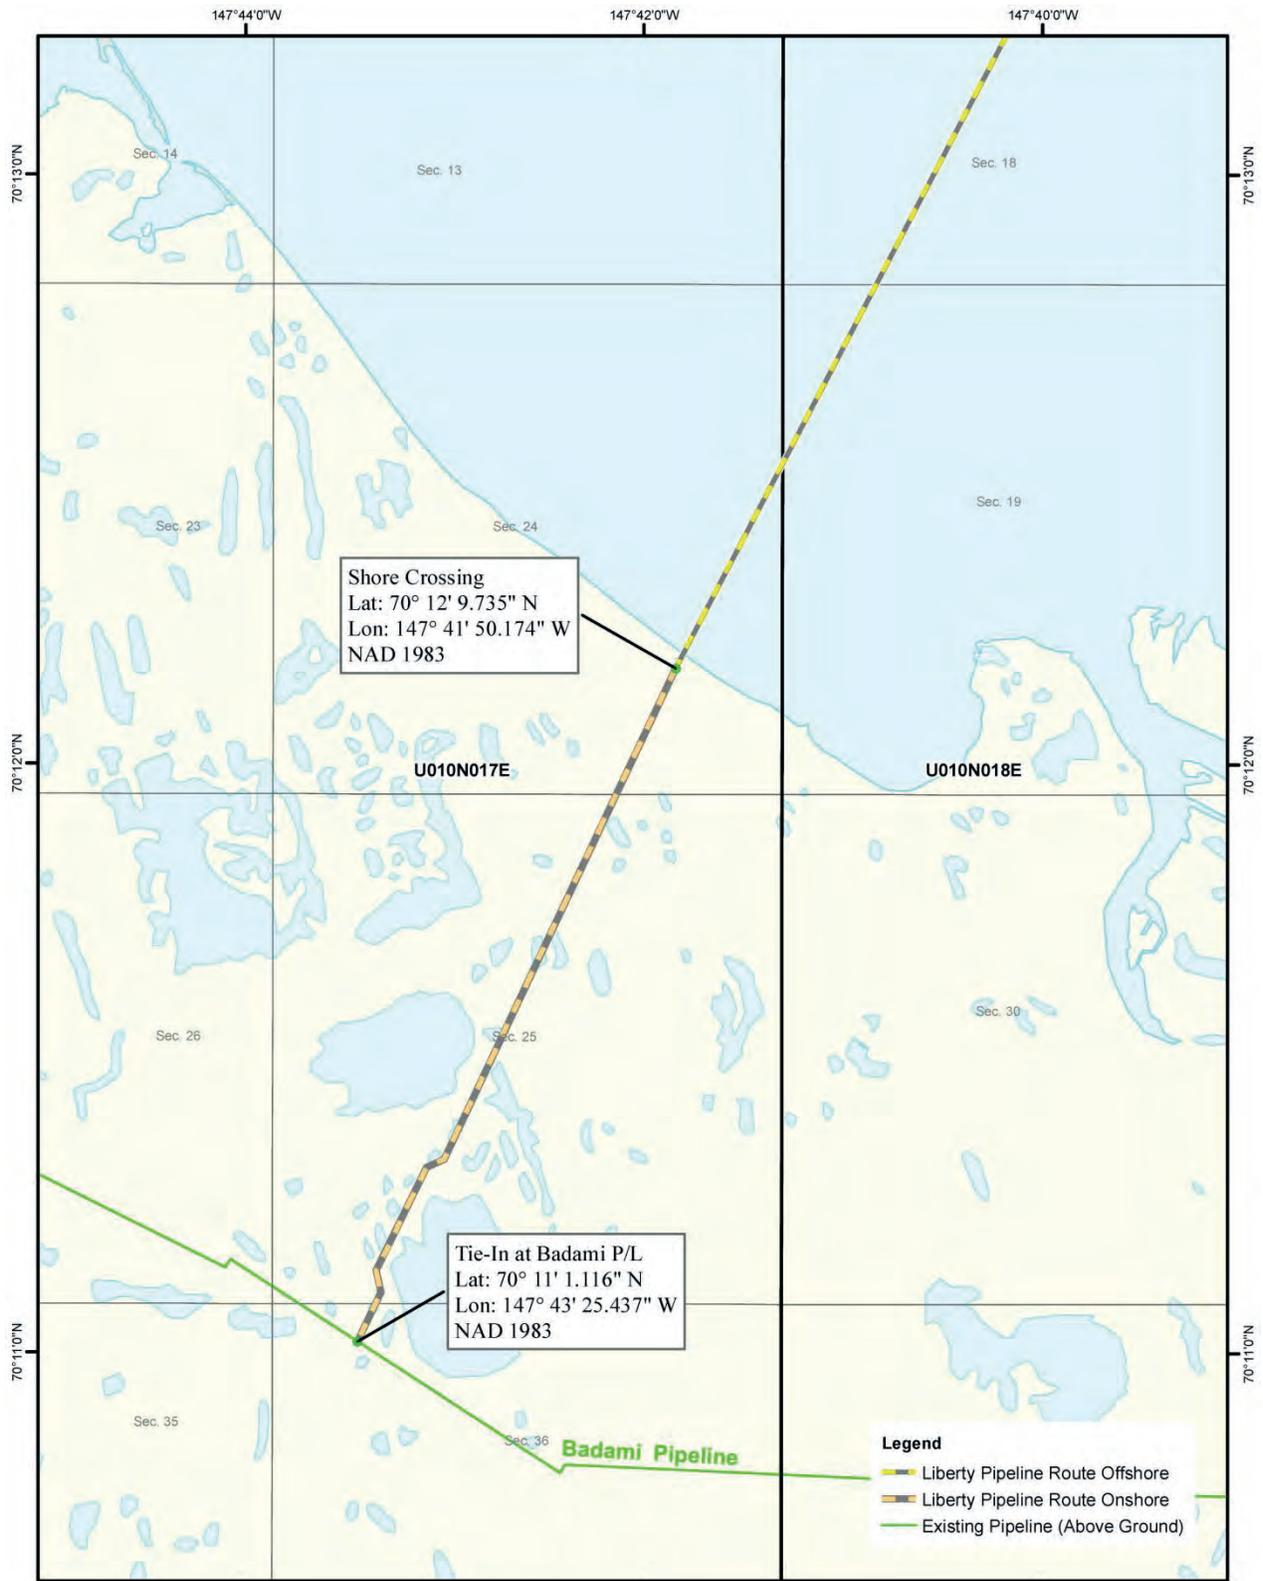 147°44'0"W
147°42'0"W
147°40'0"W
70°13'0"N
70°13'0"N
Sec. 14
Sec. 13
Sec. 18
Sec. 23
Sec. 24
Sec. 19
Shore Crossing
Lat: 70° 12' 9.735" N
Lon: 147° 41' 50.174" W
NAD 1983
70°12'0"N
U010N017E
U010N018E
70°12'0"N
Sec. 26
Sec. 25
Sec. 30
Tie-In at Badami P/L
Lat: 70° 11' 1.116" N
Lon: 147° 43' 25.437" W
NAD 1983
70°11'0"N
70°11'0"N
Sec. 35
Sec. 36
Badami Pipeline
Legend
Liberty Pipeline Route Offshore
Liberty Pipeline Route Onshore
Existing Pipeline (Above Ground)